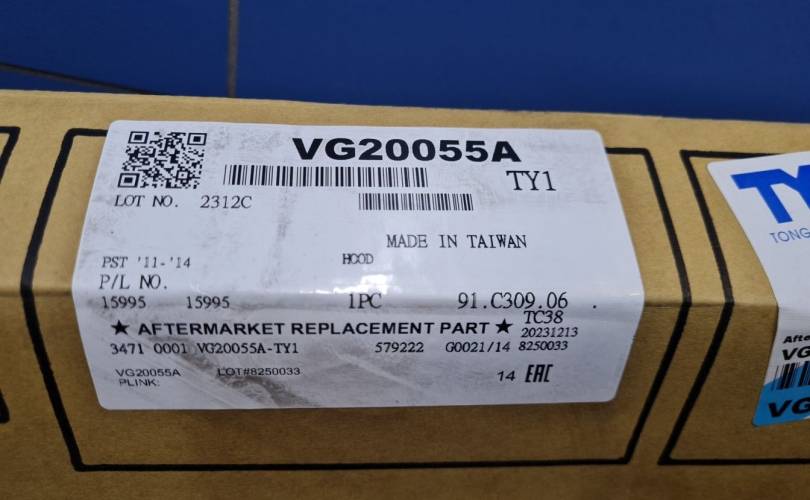 VG20055A
TY1
LOT NO. 2312C
MADE IN TAIWAN
PST '11-'14 HOOD
P/L NO.
15995 15995 1PC 91.C309.06 .
TC38
★ AFTERMARKET REPLACEMENT PART ★ 20231213
3471 0001 VG20055A-TY1 579222 G0021/14 8250033
VG20055A LOT#8250033
PLINK: 14 EAC
TY
TONG
Afte
VG
VG